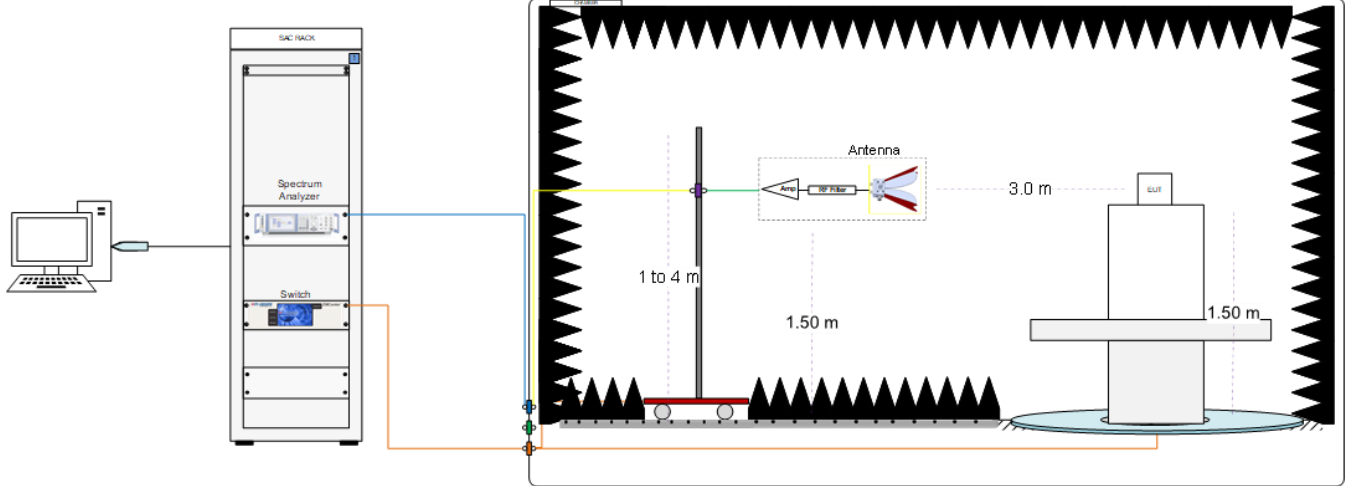 CHAMBER
SAC RACK
Antenna
Amp
RF Filter
3.0 m
EUT
Spectrum
Analyzer
1 to 4 m
Switch
1.50 m
1.50 m